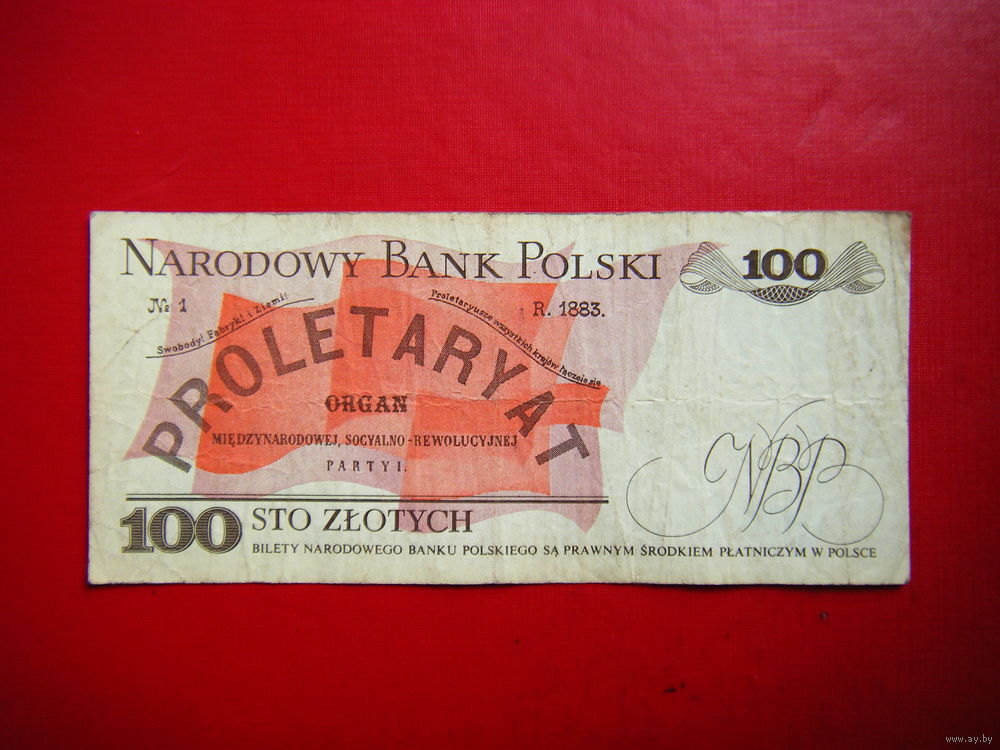 NARODOWY BANK POLSKI
100
№ 1
Swobody! Fabryk! i Ziemi!
Proletaryusze wszystkich krajów łączcie się
R. 1883.
PROLETARYAT
ORGAN
MIĘDZYNARODOWEJ, SOCYALNO-REWOLUCYJNEJ
PARTYI.
NBP
100 STO ZŁOTYCH
BILETY NARODOWEGO BANKU POLSKIEGO SĄ PRAWNYM ŚRODKIEM PŁATNICZYM W POLSCE
www.ay.by